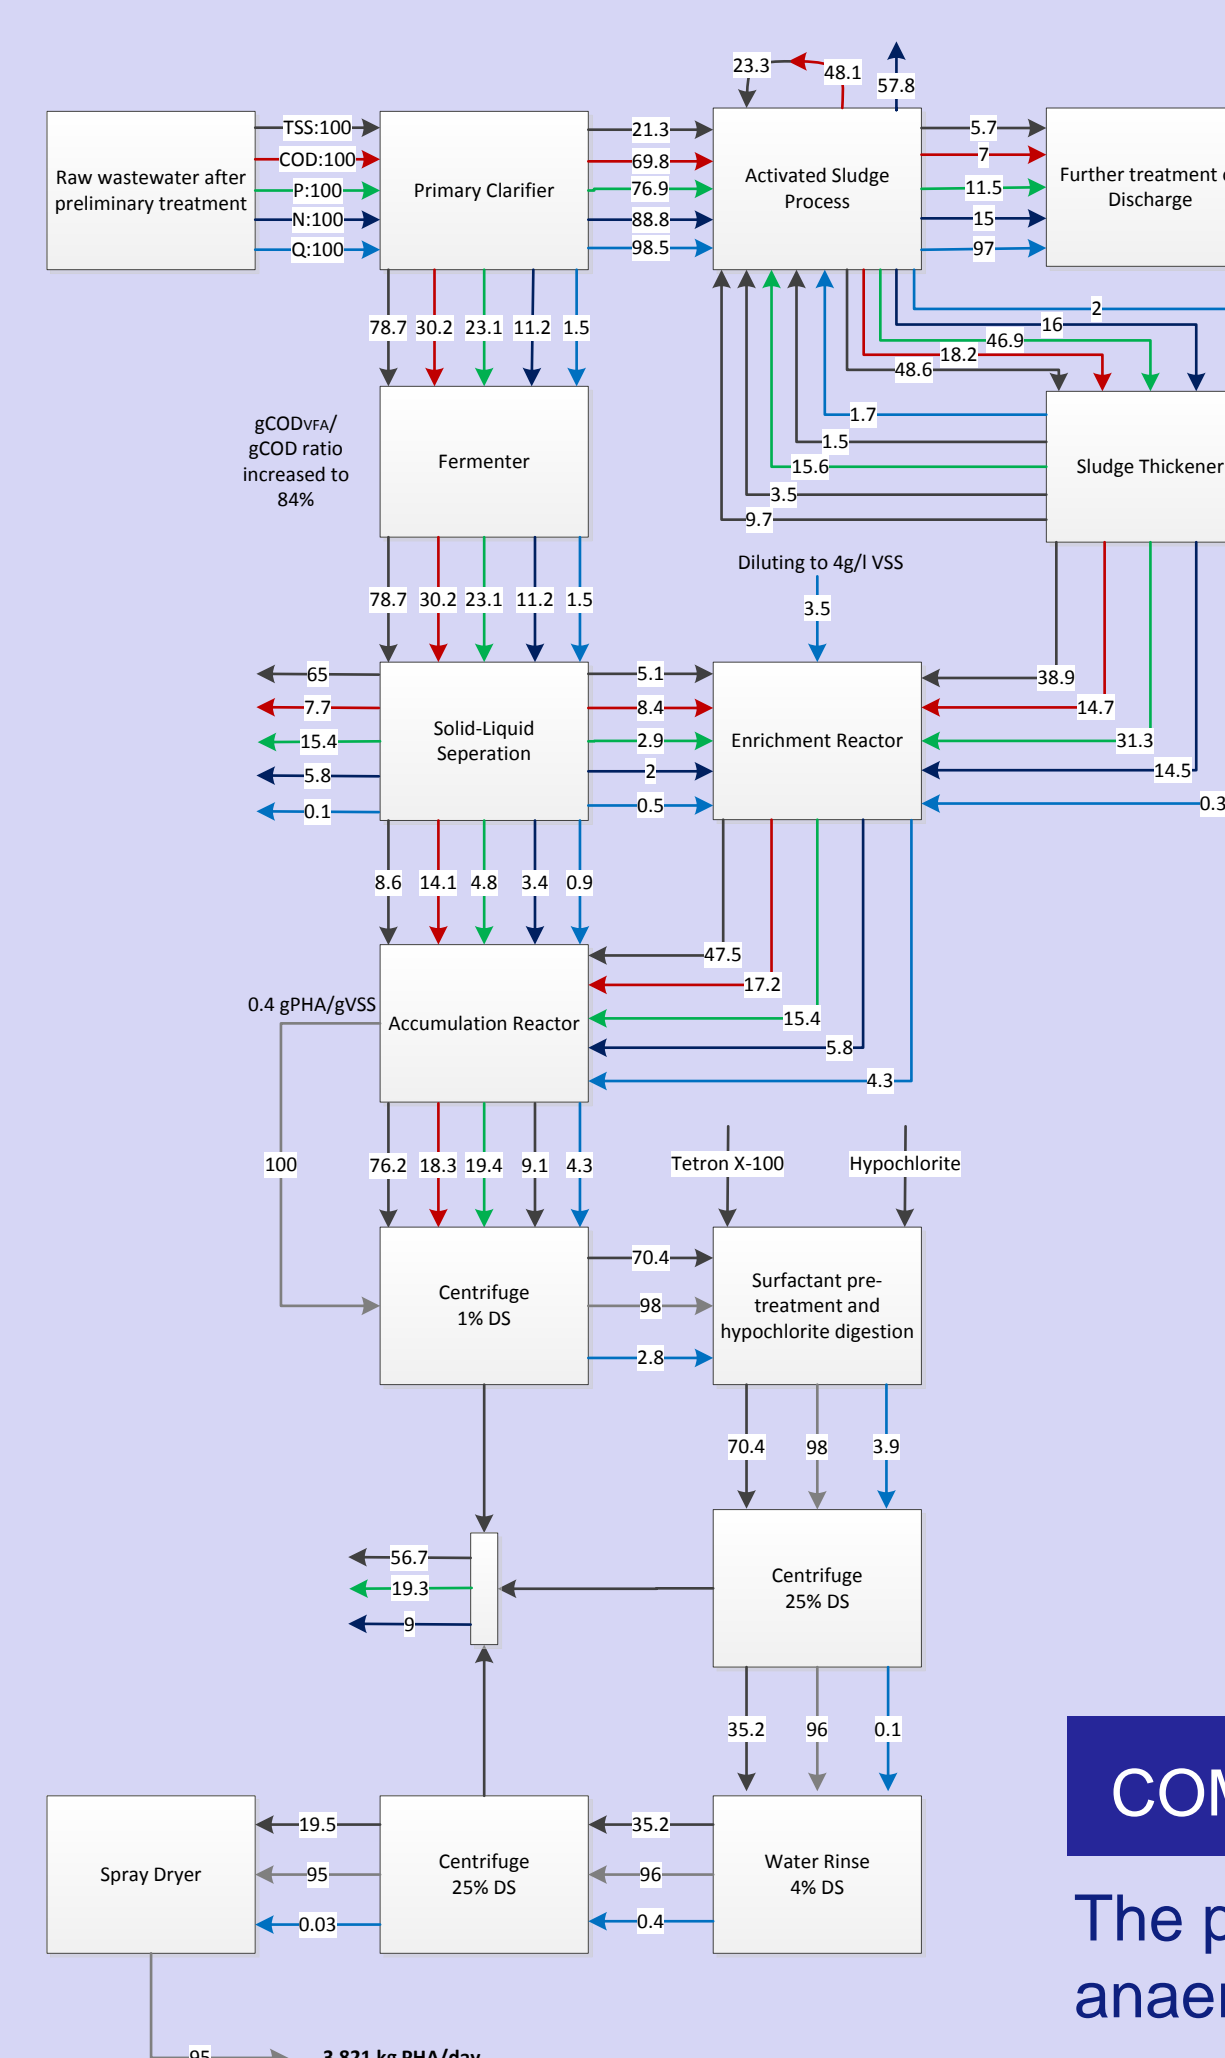 23.3
48.1
57.8
Raw wastewater after
preliminary treatment
TSS:100
COD:100
P:100
N:100
Q:100
Primary Clarifier
21.3
69.8
76.9
88.8
98.5
Activated Sludge
Process
5.7
7
11.5
15
97
Further treatment
Discharge
78.7
30.2
23.1
11.2
1.5
2
16
46.9
18.2
48.6
gCODVFA/
gCOD ratio
increased to
84%
Fermenter
1.7
1.5
15.6
3.5
9.7
Sludge Thickener
Diluting to 4g/l VSS
3.5
78.7
30.2
23.1
11.2
1.5
65
7.7
15.4
5.8
0.1
Solid-Liquid
Seperation
5.1
8.4
2.9
2
0.5
Enrichment Reactor
38.9
14.7
31.3
14.5
0.3
8.6
14.1
4.8
3.4
0.9
47.5
17.2
15.4
5.8
4.3
0.4 gPHA/gVSS
Accumulation Reactor
100
76.2
18.3
19.4
9.1
4.3
Tetron X-100
Hypochlorite
Centrifuge
1% DS
70.4
98
2.8
Surfactant pre-
treatment and
hypochlorite digestion
70.4
98
3.9
56.7
19.3
9
Centrifuge
25% DS
35.2
96
0.1
Spray Dryer
19.5
95
0.03
Centrifuge
25% DS
35.2
96
0.4
Water Rinse
4% DS
95
3,821 kg PHA/day
COM
The p
anaer